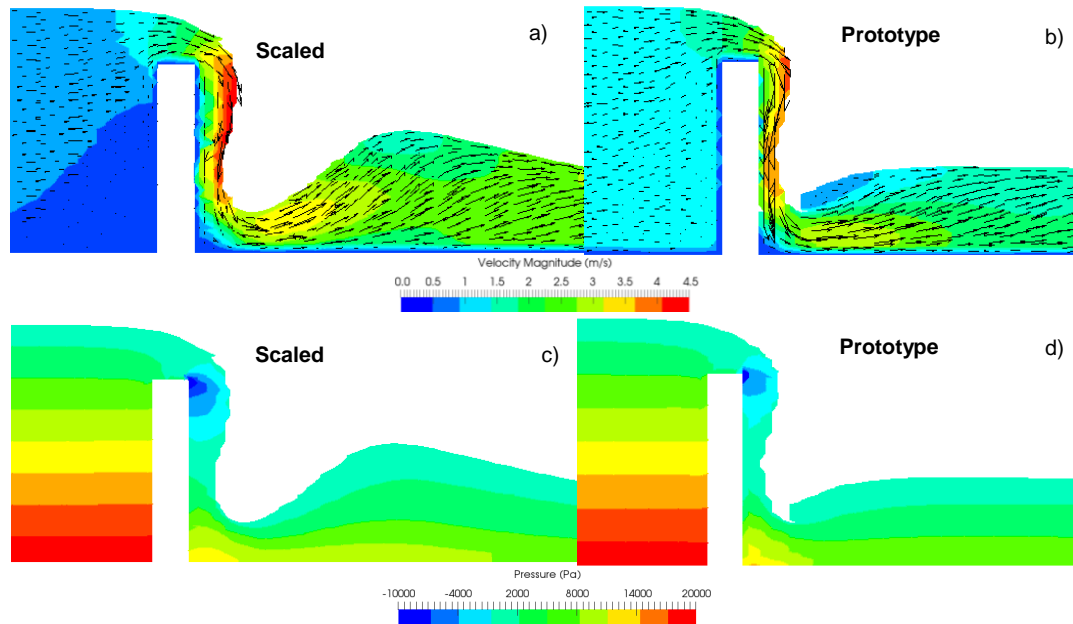 Scaled
a)
Prototype
b)
Velocity Magnitude (m/s)
0.0 0.5 1 1.5 2 2.5 3 3.5 4 4.5
Scaled
c)
Prototype
d)
Pressure (Pa)
-10000 -4000 2000 8000 14000 20000